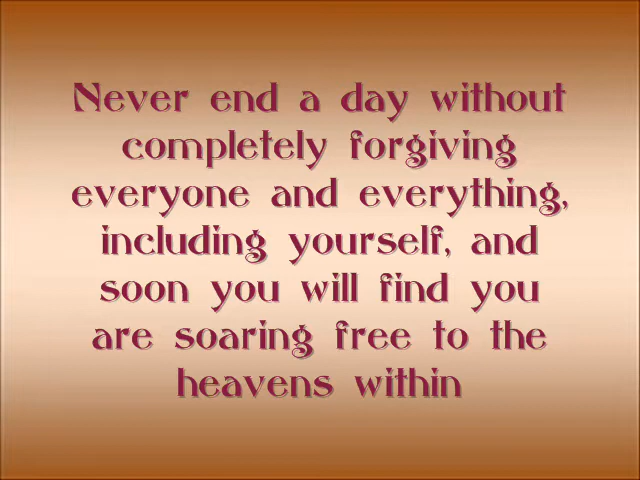 Never end a day without
completely forgiving
everyone and everything,
including yourself, and
soon you will find you
are soaring free to the
heavens within